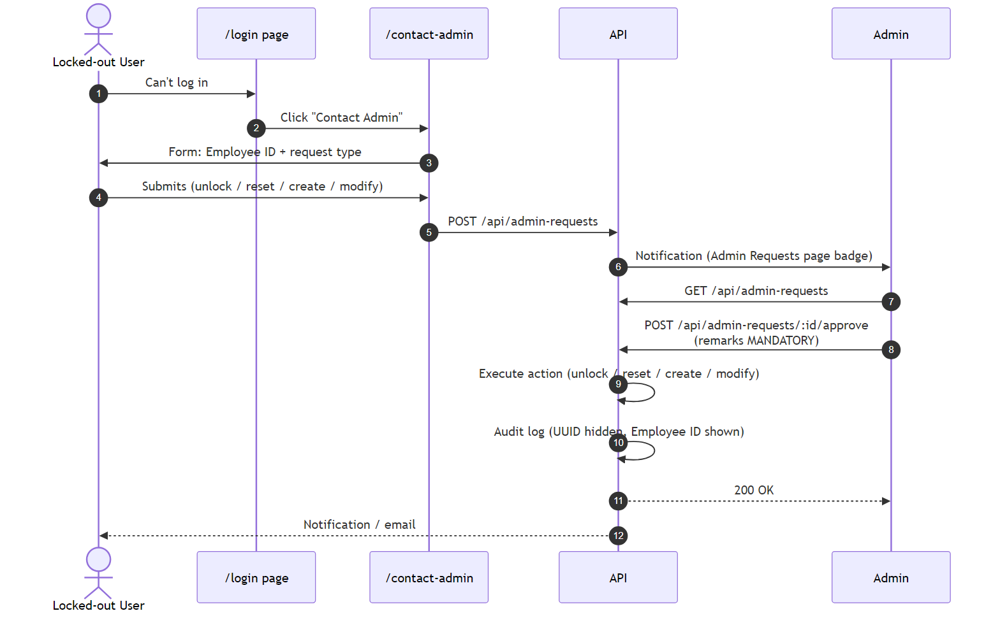 Locked-out User
/login page
/contact-admin
API
Admin
Can't log in
1
Click "Contact Admin"
2
Form: Employee ID + request type
3
Submits (unlock / reset / create / modify)
4
POST /api/admin-requests
5
Notification (Admin Requests page badge)
6
GET /api/admin-requests
7
POST /api/admin-requests/:id/approve
(remarks MANDATORY)
8
Execute action (unlock / reset / create / modify)
9
Audit log (UUID hidden, Employee ID shown)
10
200 OK
11
Notification / email
12
Locked-out User
/login page
/contact-admin
API
Admin